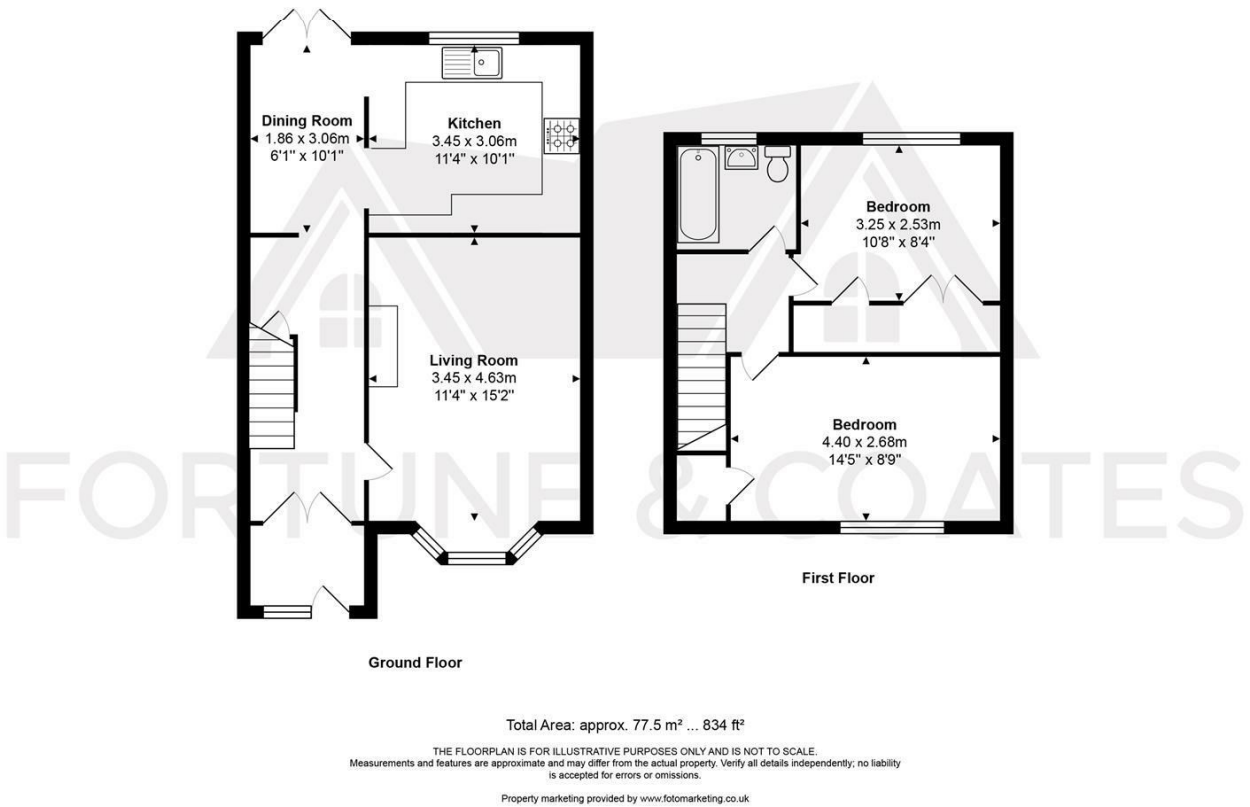 Dining Room
1.86 x 3.06m
6'1" x 10'1"
Kitchen
3.45 x 3.06m
11'4" x 10'1"
Living Room
3.45 x 4.63m
11'4" x 15'2"
Ground Floor
Bedroom
3.25 x 2.53m
10'8" x 8'4"
Bedroom
4.40 x 2.68m
14'5" x 8'9"
First Floor
FORTUNE & COATES
Total Area: approx. 77.5 m² ... 834 ft²
THE FLOORPLAN IS FOR ILLUSTRATIVE PURPOSES ONLY AND IS NOT TO SCALE.
Measurements and features are approximate and may differ from the actual property. Verify all details independently; no liability
is accepted for errors or omissions.
Property marketing provided by www.fotomarketing.co.uk